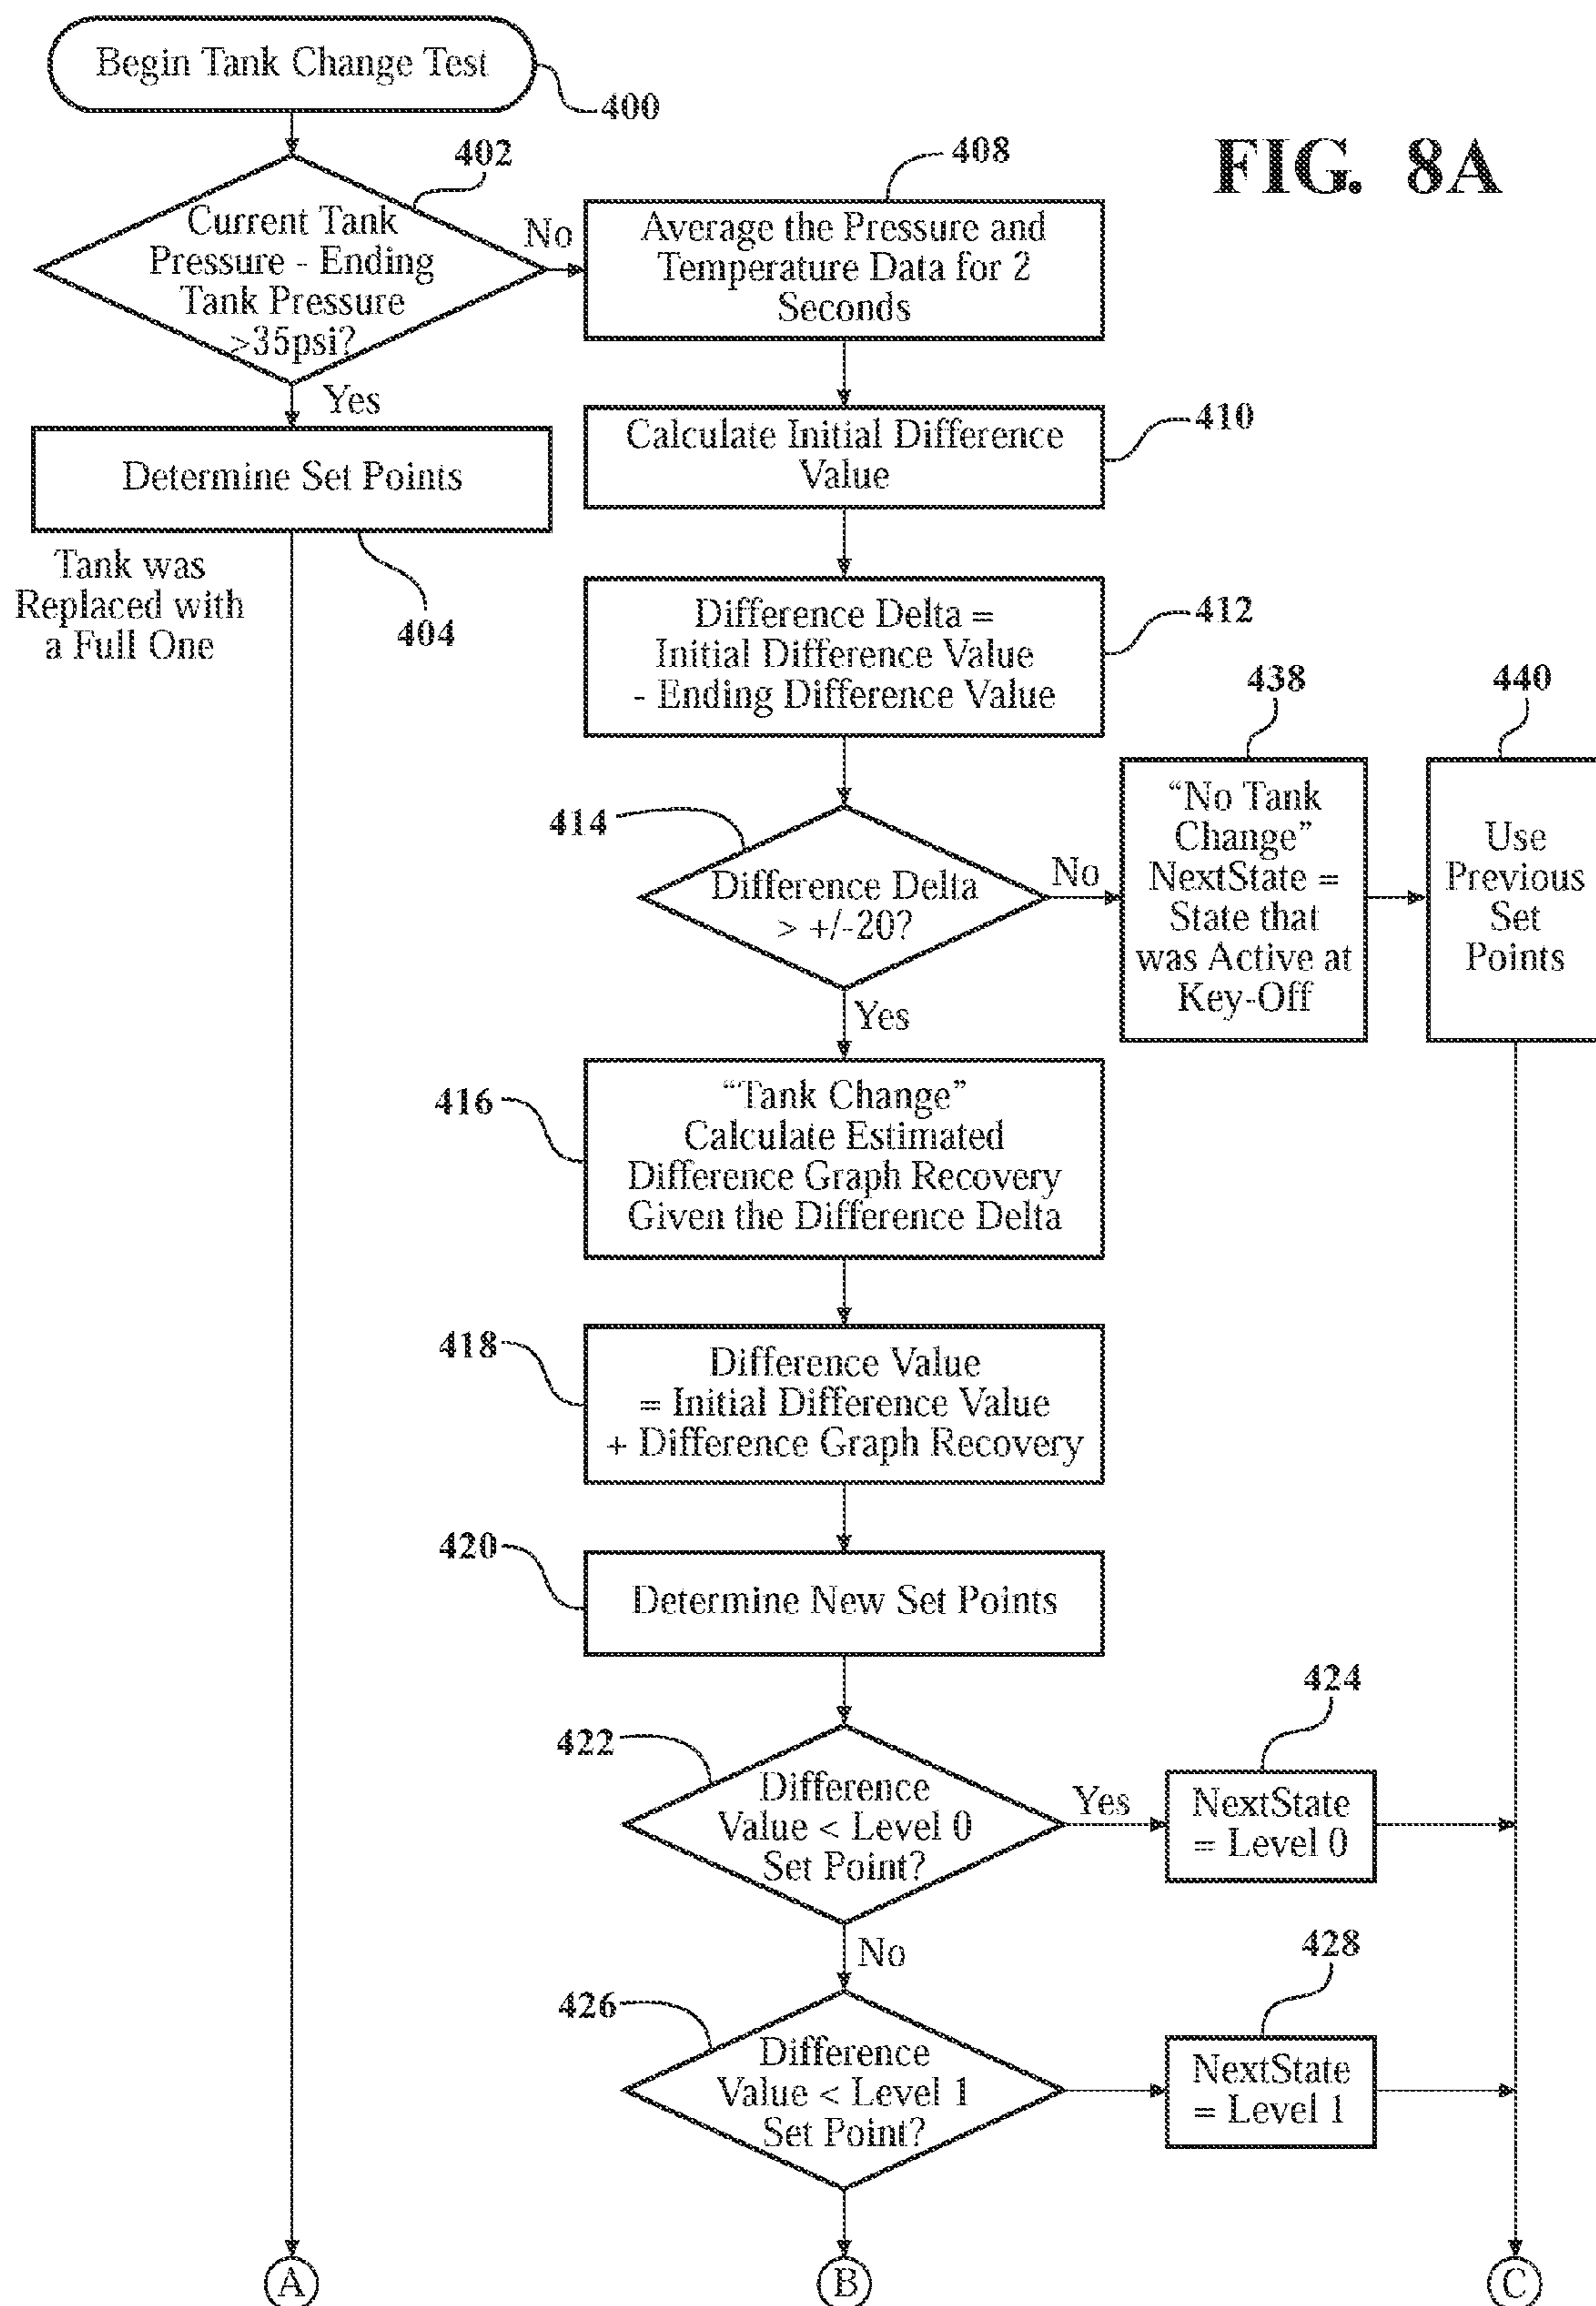 Begin Tank Change Test
400
FIG. 8A
402
Current Tank
Pressure - Ending
Tank Pressure
>35psi?
No
Yes
408
Average the Pressure and
Temperature Data for 2
Seconds
Determine Set Points
404
Tank was
Replaced with
a Full One
410
Calculate Initial Difference
Value
412
Difference Delta =
Initial Difference Value
- Ending Difference Value
414
Difference Delta
> +/-20?
No
Yes
438
"No Tank
Change"
NextState =
State that
was Active at
Key-Off
440
Use
Previous
Set
Points
416
"Tank Change"
Calculate Estimated
Difference Graph Recovery
Given the Difference Delta
418
Difference Value
= Initial Difference Value
+ Difference Graph Recovery
420
Determine New Set Points
422
Difference
Value < Level 0
Set Point?
Yes
No
424
NextState
= Level 0
426
Difference
Value < Level 1
Set Point?
428
NextState
= Level 1
A
B
C